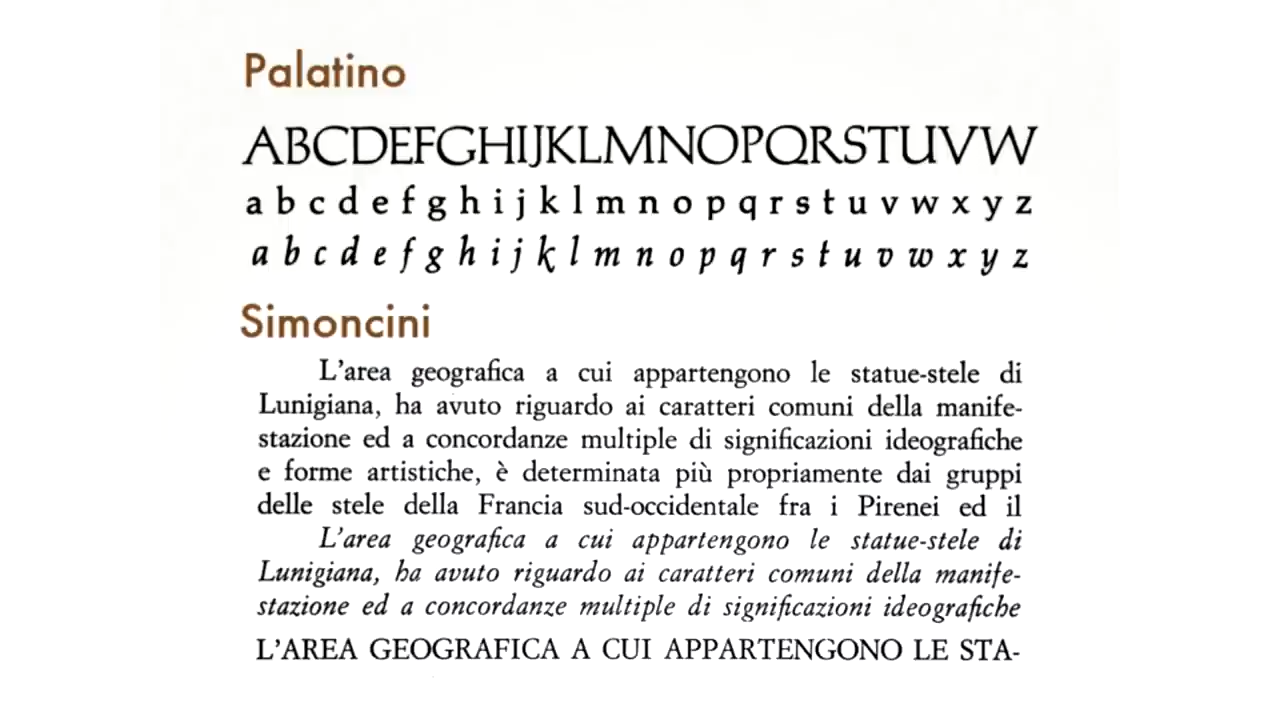 Palatino
ABCDEFGHIJKLMNOPQRSTUVW
a b c d e f g h i j k l m n o p q r s t u v w x y z
a b c d e f g h i j k l m n o p q r s t u v w x y z
Simoncini
L'area geografica a cui appartengono le statue-stele di
Lunigiana, ha avuto riguardo ai caratteri comuni della manife-
stazione ed a concordanze multiple di significazioni ideografiche
e forme artistiche, è determinata più propriamente dai gruppi
delle stele della Francia sud-occidentale fra i Pirenei ed il
L'area geografica a cui appartengono le statue-stele di
Lunigiana, ha avuto riguardo ai caratteri comuni della manife-
stazione ed a concordanze multiple di significazioni ideografiche
L'AREA GEOGRAFICA A CUI APPARTENGONO LE STA-